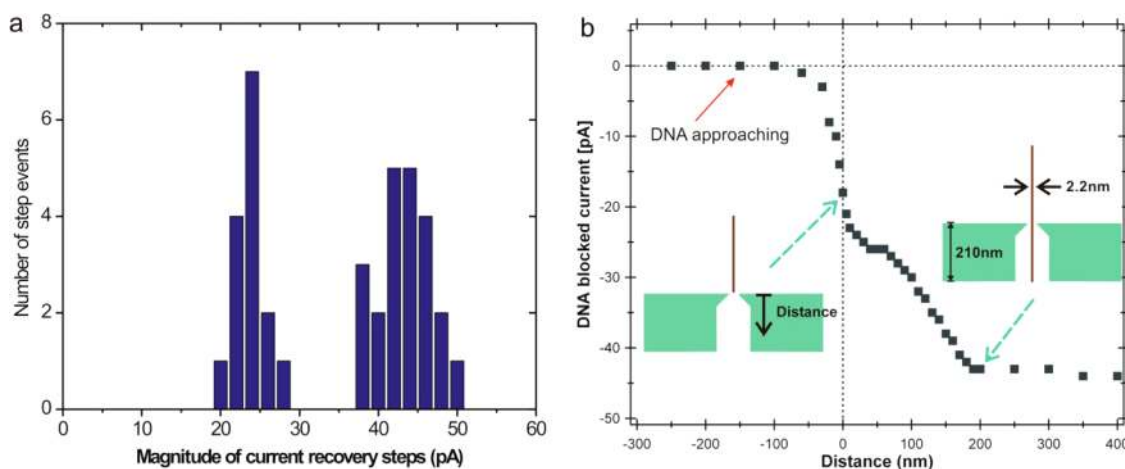 a
8
6
4
2
0
Number of step events
0 10 20 30 40 50 60
Magnitude of current recovery steps (pA)
b
0
-10
-20
-30
-40
-50
DNA blocked current [pA]
DNA approaching
2.2nm
210nm
Distance
-300 -200 -100 0 100 200 300 400
Distance (nm)